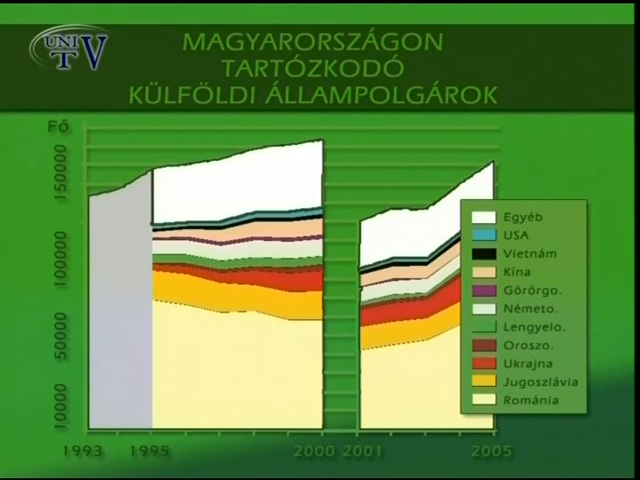 UNI
TV
MAGYARORSZÁGON
TARTÓZKODÓ
KÜLFÖLDI ÁLLAMPOLGÁROK
Fő
150000
100000
50000
10000
1993 1995 2000 2001 2005
Egyéb
USA
Vietnám
Kína
Görörgo.
Németo.
Lengyelo.
Oroszo.
Ukrajna
Jugoszlávia
Románia